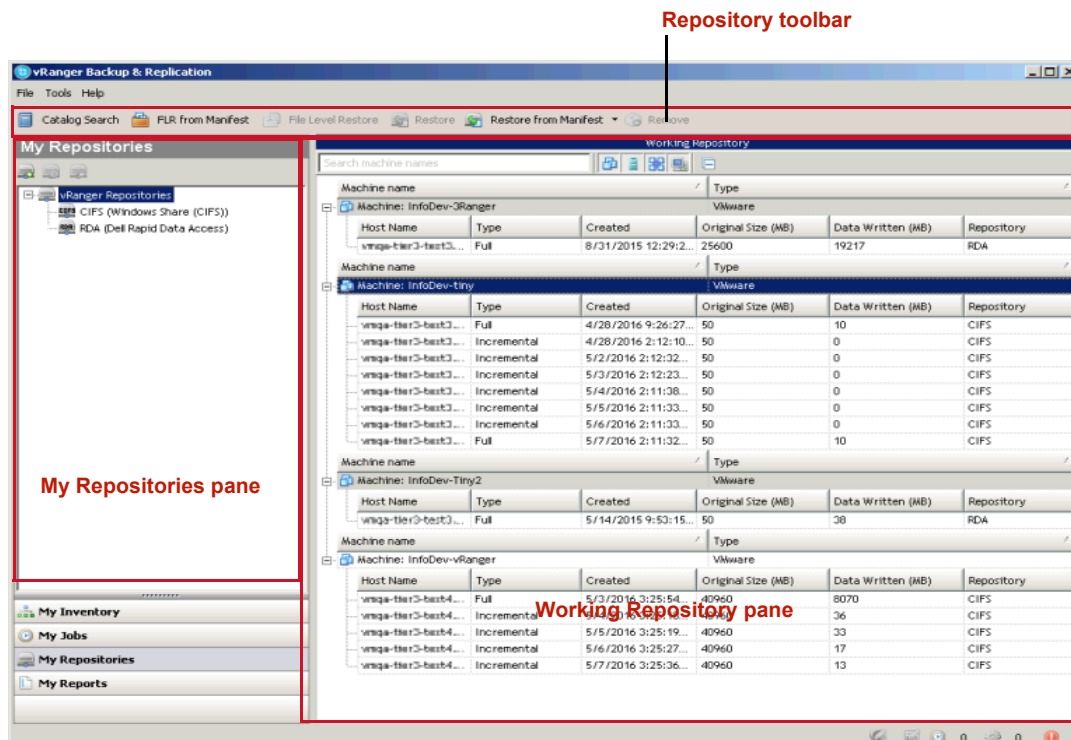 Repository toolbar
vRanger Backup & Replication
File Tools Help
Catalog Search FLR from Manifest File Level Restore Restore Restore from Manifest Remove
My Repositories
Working Repository
Search machine names
vRanger Repositories
CIFS (Windows Share (CIFS))
RDA (Dell Rapid Data Access)
My Repositories pane
My Inventory
My Jobs
My Repositories
My Reports
Machine name Type
Machine: InfoDev-3Ranger VMware
Host Name Type Created Original Size (MB) Data Written (MB) Repository
Full 8/31/2015 12:29:2... 25600 19217 RDA
Machine name Type
Machine: InfoDev-tiny VMware
Host Name Type Created Original Size (MB) Data Written (MB) Repository
Full 4/28/2016 9:26:27... 50 10 CIFS
Incremental 4/28/2016 2:12:10... 50 0 CIFS
Incremental 5/2/2016 2:12:32... 50 0 CIFS
Incremental 5/3/2016 2:12:23... 50 0 CIFS
Incremental 5/4/2016 2:11:38... 50 0 CIFS
Incremental 5/5/2016 2:11:33... 50 0 CIFS
Incremental 5/6/2016 2:11:33... 50 0 CIFS
Full 5/7/2016 2:11:32... 50 10 CIFS
Machine name Type
Machine: InfoDev-Tiny2 VMware
Host Name Type Created Original Size (MB) Data Written (MB) Repository
Full 5/14/2015 9:53:15... 50 38 RDA
Machine name Type
Machine: InfoDev-vRanger VMware
Host Name Type Created Original Size (MB) Data Written (MB) Repository
Full 5/3/2016 3:25:54... 40960 8070 CIFS
Working Repository pane
36 CIFS
Incremental 5/5/2016 3:25:19... 40960 33 CIFS
Incremental 5/6/2016 3:25:27... 40960 17 CIFS
Incremental 5/7/2016 3:25:36... 40960 13 CIFS
0 0